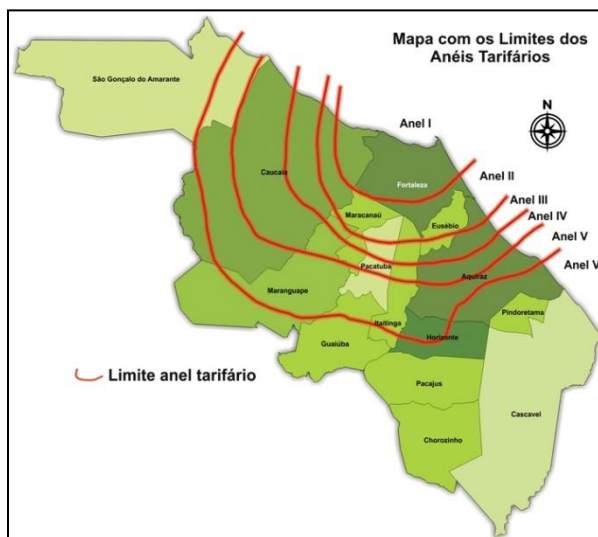 Mapa com os Limites dos
Anéis Tarifários
N
São Gonçalo do Amarante
Anel I
Caucaia
Fortaleza
Anel II
Maracanaú
Anel III
Eusébio
Anel IV
Anel V
Pacatuba
Anel V
Aquiraz
Maranguape
Pindoretama
Itaitinga
Horizonte
Guaiúba
Limite anel tarifário
Pacajus
Cascavel
Chorozinho